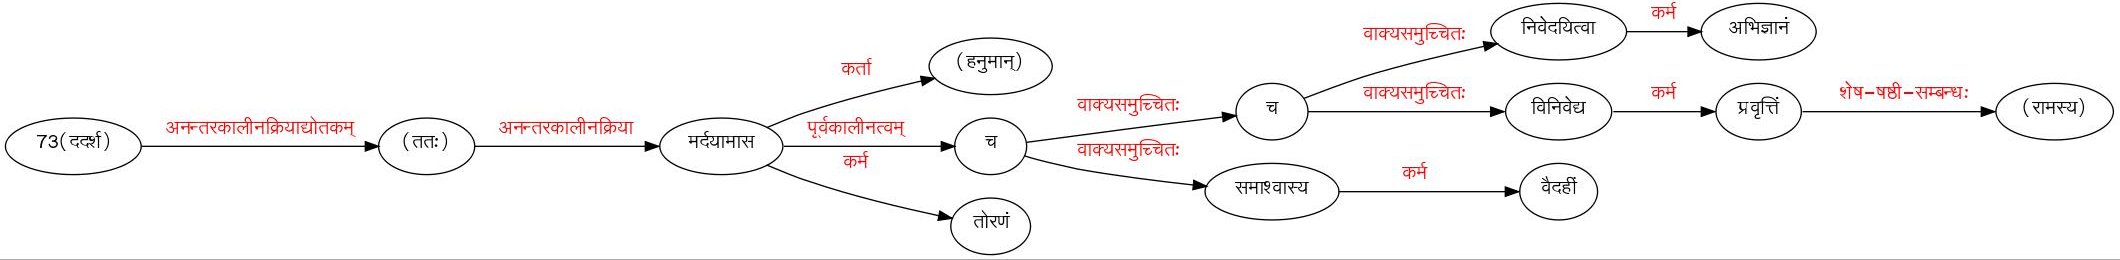 73(ददर्श)
अनन्तरकालीनक्रियाद्योतकम्
(ततः)
अनन्तरकालीनक्रिया
मर्दयामास
कर्ता
(हनुमान्)
पूर्वकालीनत्वम्
च
कर्म
तोरणं
वाक्यसमुच्चितः
च
वाक्यसमुच्चितः
निवेदयित्वा
कर्म
अभिज्ञानं
वाक्यसमुच्चितः
विनिवेद्य
कर्म
प्रवृत्तिं
शेष-षष्ठी-सम्बन्धः
(रामस्य)
वाक्यसमुच्चितः
समाश्वास्य
कर्म
वैदहीं